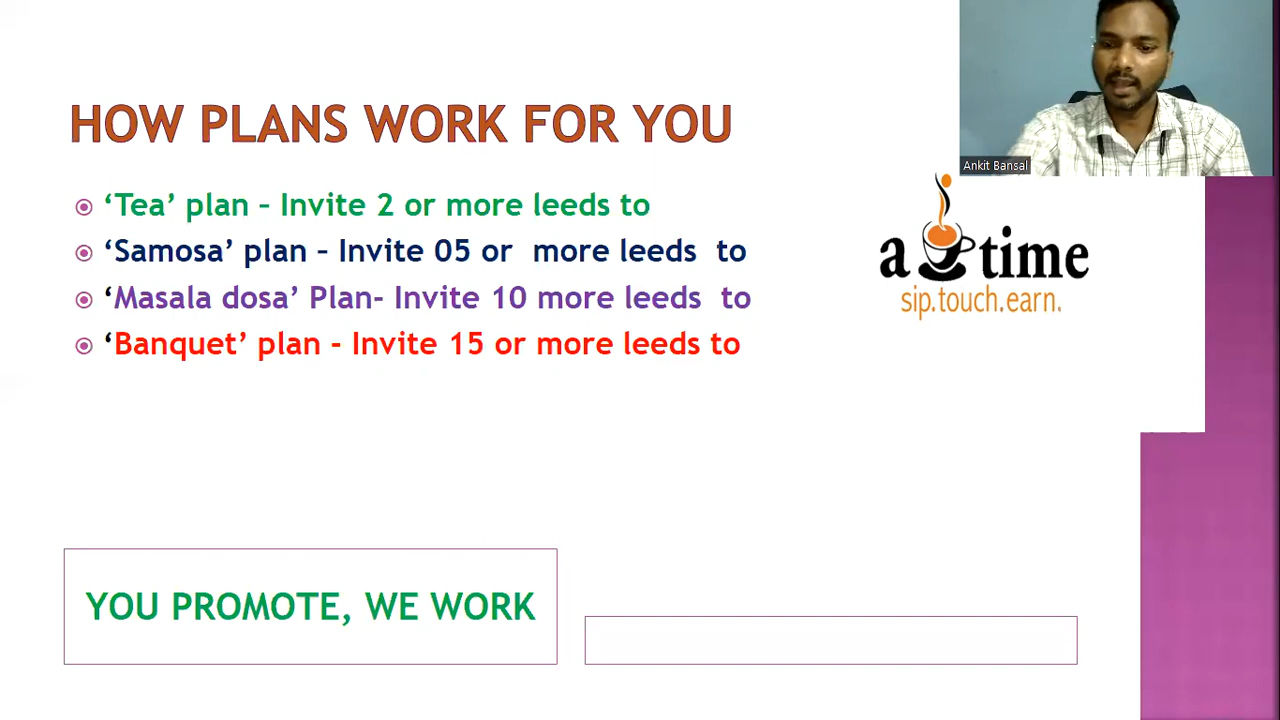 HOW PLANS WORK FOR YOU
‘Tea’ plan – Invite 2 or more leeds to
‘Samosa’ plan – Invite 05 or  more leeds  to
‘Masala dosa’ Plan- Invite 10 more leeds  to
‘Banquet’ plan - Invite 15 or more leeds to
Ankit Bansal
a time
sip.touch.earn.
YOU PROMOTE, WE WORK